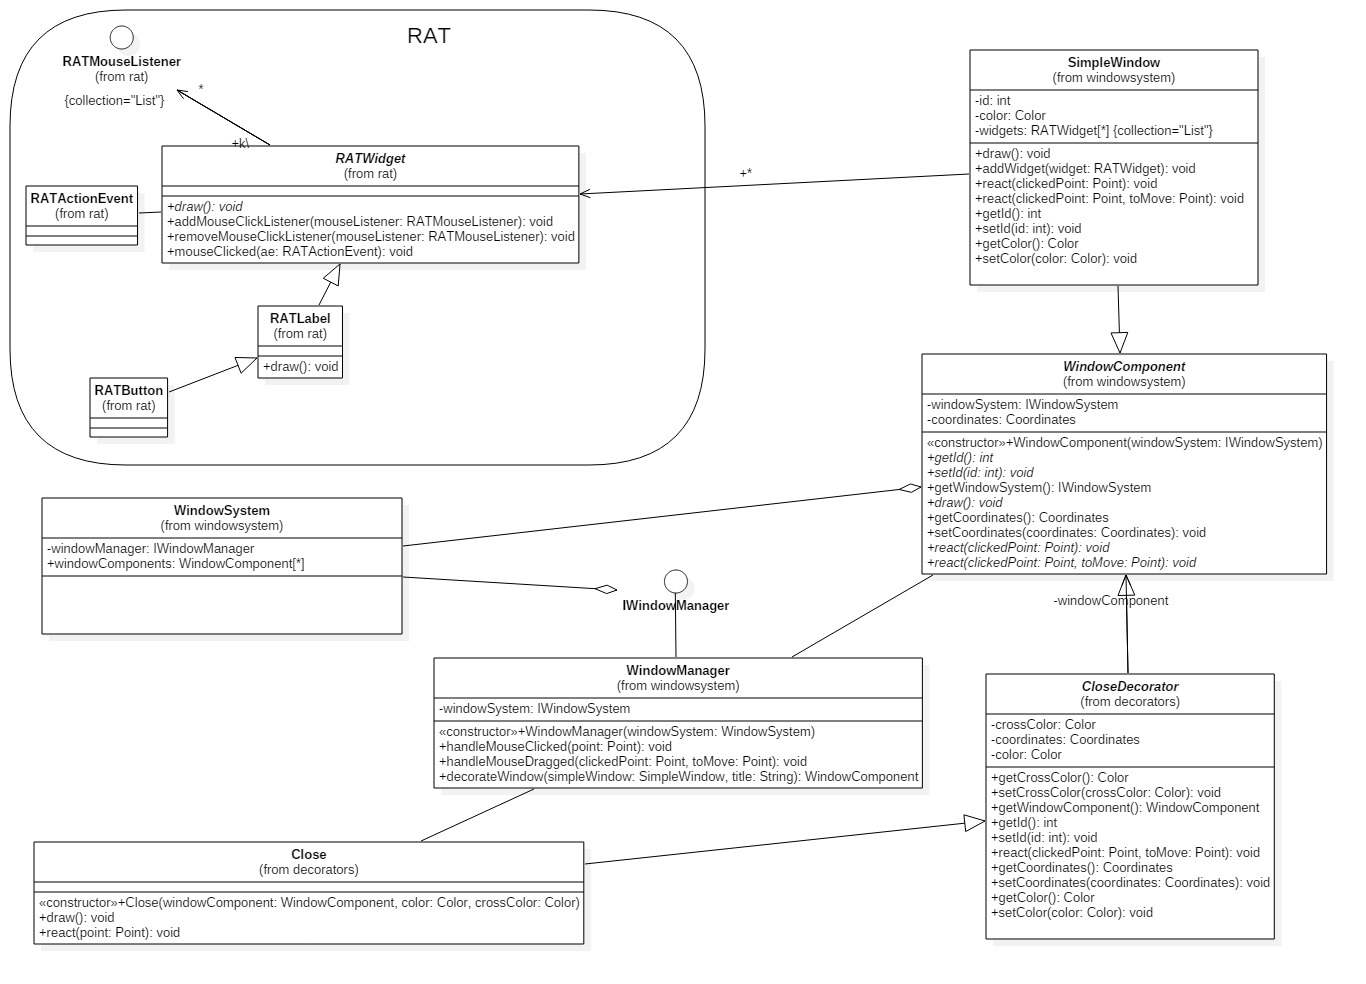 RAT
RATMouseListener
(from rat)
{collection="List"}
*
+k\
RATWidget
(from rat)
+draw(): void
+addMouseClickListener(mouseListener: RATMouseListener): void
+removeMouseClickListener(mouseListener: RATMouseListener): void
+mouseClicked(ae: RATActionEvent): void
RATActionEvent
(from rat)
RATLabel
(from rat)
+draw(): void
RATButton
(from rat)
+*
SimpleWindow
(from windowsystem)
-id: int
-color: Color
-widgets: RATWidget[*] {collection="List"}
+draw(): void
+addWidget(widget: RATWidget): void
+react(clickedPoint: Point): void
+react(clickedPoint: Point, toMove: Point): void
+getId(): int
+setId(id: int): void
+getColor(): Color
+setColor(color: Color): void
WindowComponent
(from windowsystem)
-windowSystem: IWindowSystem
-coordinates: Coordinates
«constructor»+WindowComponent(windowSystem: IWindowSystem)
+getId(): int
+setId(id: int): void
+getWindowSystem(): IWindowSystem
+draw(): void
+getCoordinates(): Coordinates
+setCoordinates(coordinates: Coordinates): void
+react(clickedPoint: Point): void
+react(clickedPoint: Point, toMove: Point): void
WindowSystem
(from windowsystem)
-windowManager: IWindowManager
+windowComponents: WindowComponent[*]
IWindowManager
-windowComponent
WindowManager
(from windowsystem)
-windowSystem: IWindowSystem
«constructor»+WindowManager(windowSystem: WindowSystem)
+handleMouseClicked(point: Point): void
+handleMouseDragged(clickedPoint: Point, toMove: Point): void
+decorateWindow(simpleWindow: SimpleWindow, title: String): WindowComponent
CloseDecorator
(from decorators)
-crossColor: Color
-coordinates: Coordinates
-color: Color
+getCrossColor(): Color
+setCrossColor(crossColor: Color): void
+getWindowComponent(): WindowComponent
+getId(): int
+setId(id: int): void
+react(clickedPoint: Point, toMove: Point): void
+getCoordinates(): Coordinates
+setCoordinates(coordinates: Coordinates): void
+getColor(): Color
+setColor(color: Color): void
Close
(from decorators)
«constructor»+Close(windowComponent: WindowComponent, color: Color, crossColor: Color)
+draw(): void
+react(point: Point): void